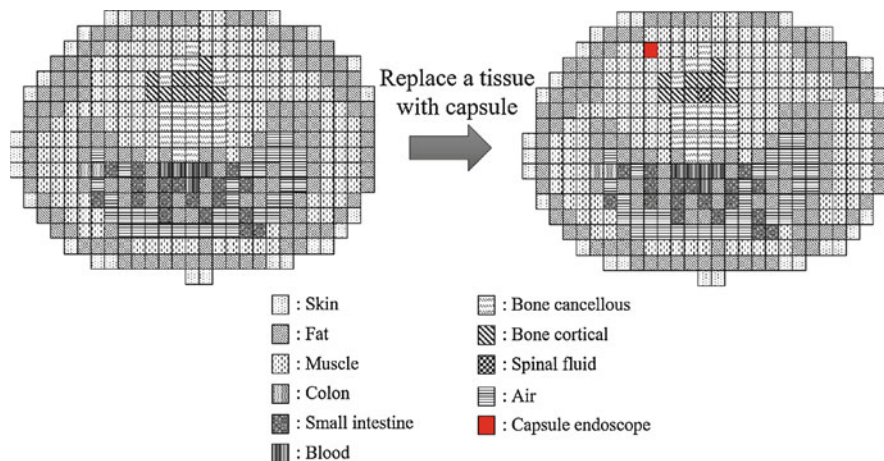 Replace a tissue
with capsule
: Skin
: Fat
: Muscle
: Colon
: Small intestine
: Blood
: Bone cancellous
: Bone cortical
: Spinal fluid
: Air
: Capsule endoscope